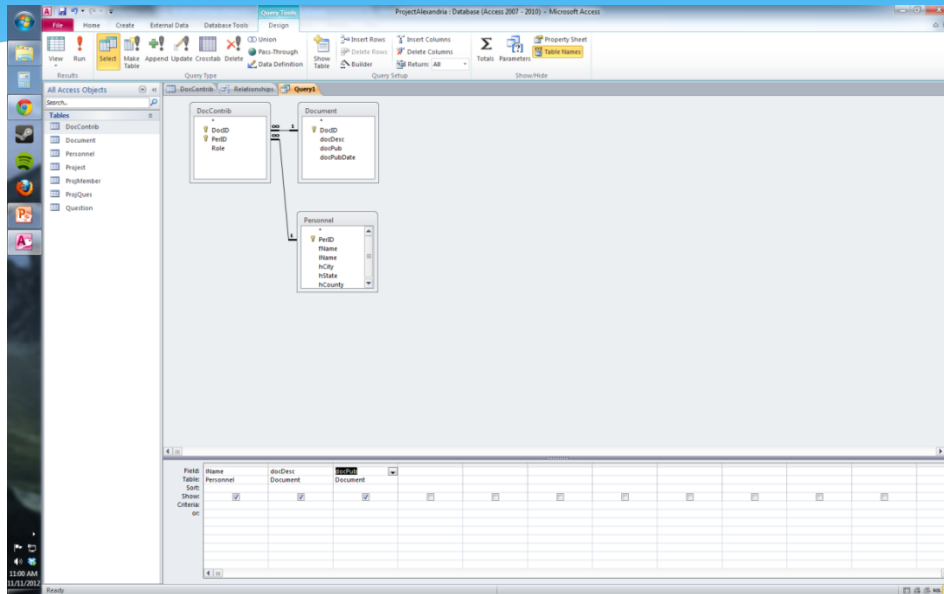 Query Tools
ProjectAlexandria : Database (Access 2007 - 2010) - Microsoft Access
File Home Create External Data Database Tools Design
View Run Select Make Table Append Update Crosstab Delete
Union
Pass-Through
Data Definition
Show Table
Insert Rows
Delete Rows
Builder
Insert Columns
Delete Columns
Return: All
Totals Parameters
Property Sheet
Table Names
Results Query Type Query Setup Show/Hide
All Access Objects
DocContrib Relationships Query1
Search..
Tables
DocContrib
Document
Personnel
Project
ProjMember
ProjQues
Question
DocContrib
*
DocID
PerID
Role
Document
*
DocID
docDesc
docPub
docPubDate
Personnel
*
PerID
fName
lName
hCity
hState
hCounty
Field: lName docDesc docPub
Table: Personnel Document Document
Sort:
Show:
Criteria:
or:
11:00 AM
11/11/2012
Ready